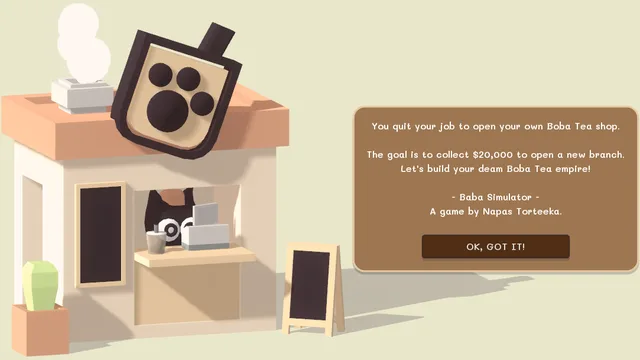 You quit your job to open your own Boba Tea shop.
The goal is to collect $20,000 to open a new branch.
Let's build your deam Boba Tea empire!
- Baba Simulator -
A game by Napas Torteeka.
OK, GOT IT!